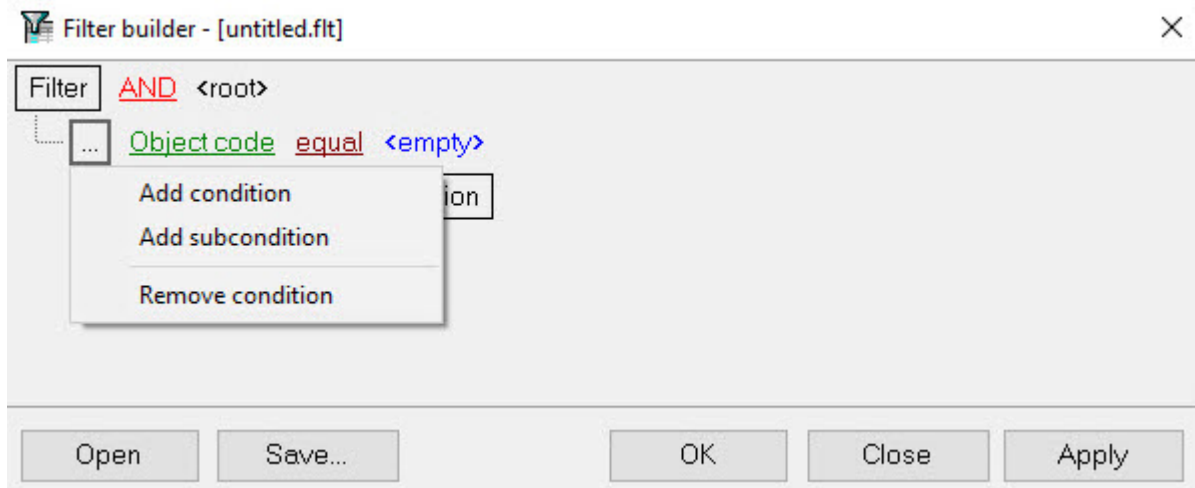 Filter builder - [untitled.flt]
Filter AND <root>
... Object code equal <empty>
Add condition
ion
Add subcondition
Remove condition
Open Save... OK Close Apply